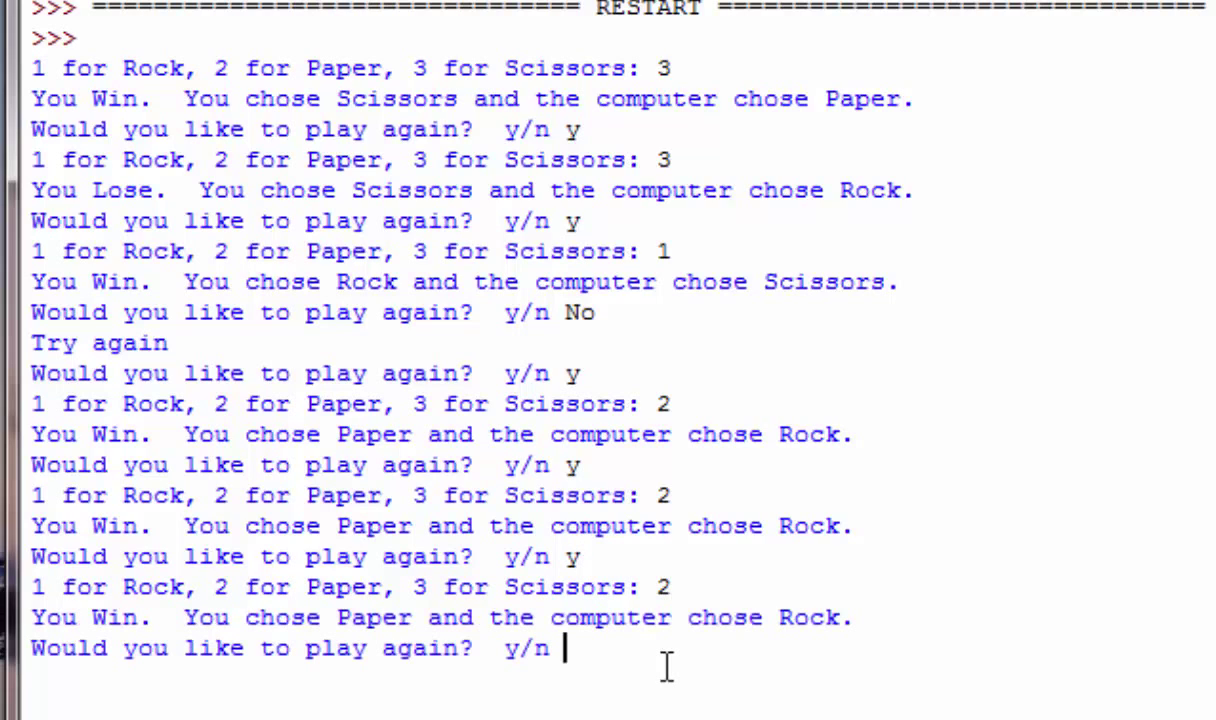 >>> ================================ RESTART ================================
>>>
1 for Rock, 2 for Paper, 3 for Scissors: 3
You Win.  You chose Scissors and the computer chose Paper.
Would you like to play again?  y/n y
1 for Rock, 2 for Paper, 3 for Scissors: 3
You Lose.  You chose Scissors and the computer chose Rock.
Would you like to play again?  y/n y
1 for Rock, 2 for Paper, 3 for Scissors: 1
You Win.  You chose Rock and the computer chose Scissors.
Would you like to play again?  y/n No
Try again
Would you like to play again?  y/n y
1 for Rock, 2 for Paper, 3 for Scissors: 2
You Win.  You chose Paper and the computer chose Rock.
Would you like to play again?  y/n y
1 for Rock, 2 for Paper, 3 for Scissors: 2
You Win.  You chose Paper and the computer chose Rock.
Would you like to play again?  y/n y
1 for Rock, 2 for Paper, 3 for Scissors: 2
You Win.  You chose Paper and the computer chose Rock.
Would you like to play again?  y/n